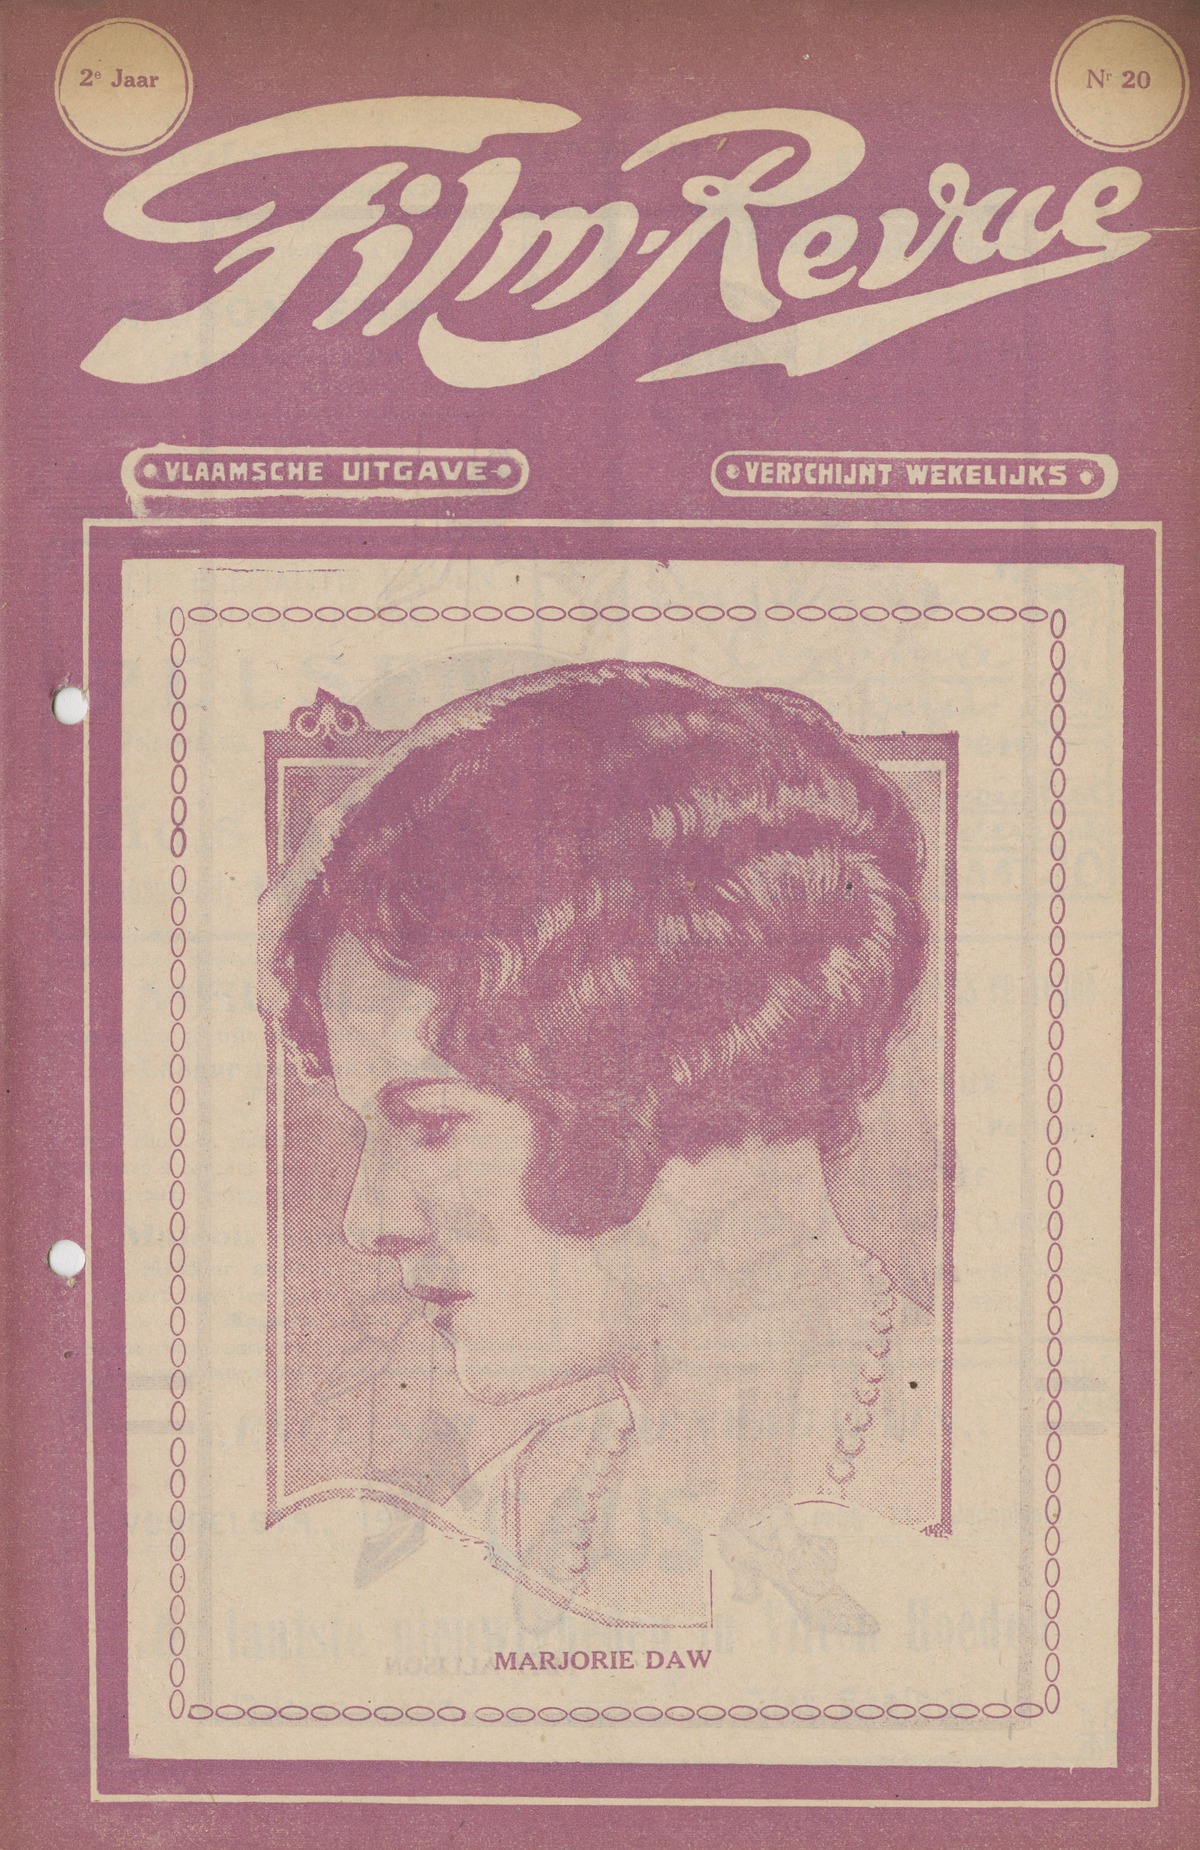 2e Jaar
Nr 20
Film-Revue
VLAAMSCHE UITGAVE
VERSCHIJNT WEKELIJKS
MARJORIE DAW